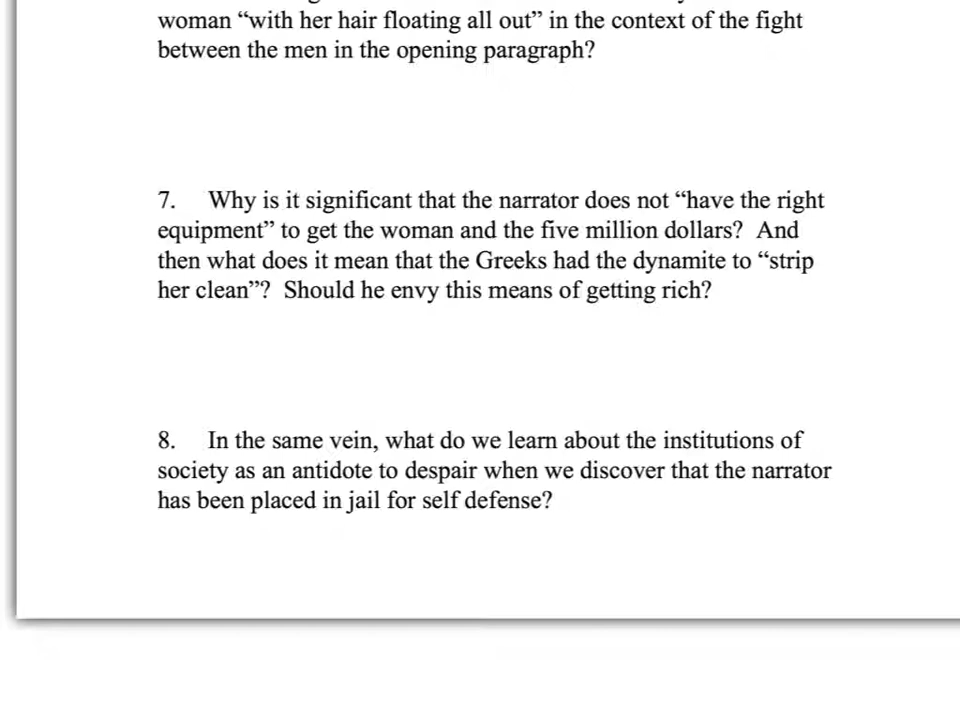 woman “with her hair floating all out” in the context of the fight
between the men in the opening paragraph?
7. Why is it significant that the narrator does not “have the right
equipment” to get the woman and the five million dollars? And
then what does it mean that the Greeks had the dynamite to “strip
her clean”? Should he envy this means of getting rich?
8. In the same vein, what do we learn about the institutions of
society as an antidote to despair when we discover that the narrator
has been placed in jail for self defense?